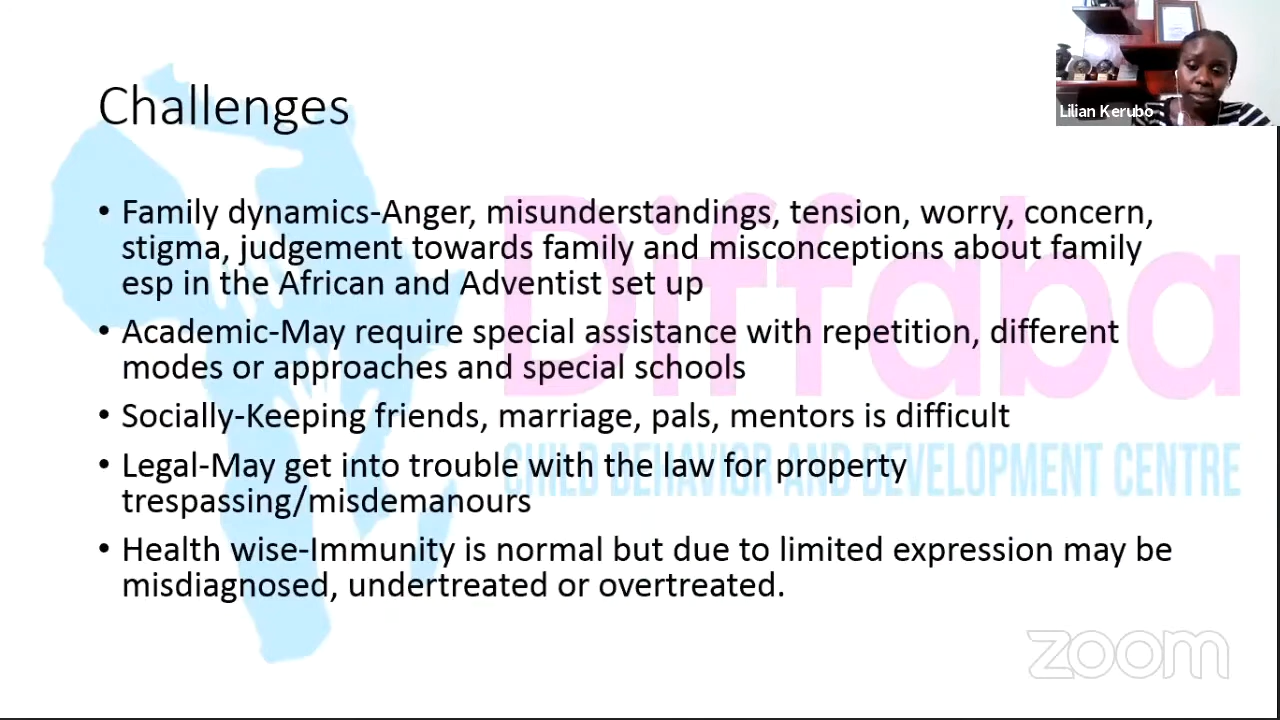 Lilian Kerubo
Challenges
• Family dynamics-Anger, misunderstandings, tension, worry, concern,
stigma, judgement towards family and misconceptions about family
esp in the African and Adventist set up
• Academic-May require special assistance with repetition, different
modes or approaches and special schools
• Socially-Keeping friends, marriage, pals, mentors is difficult
• Legal-May get into trouble with the law for property
trespassing/misdemanours
• Health wise-Immunity is normal but due to limited expression may be
misdiagnosed, undertreated or overtreated.
Diffaba
CHILD BEHAVIOR AND DEVELOPMENT CENTRE
zoom